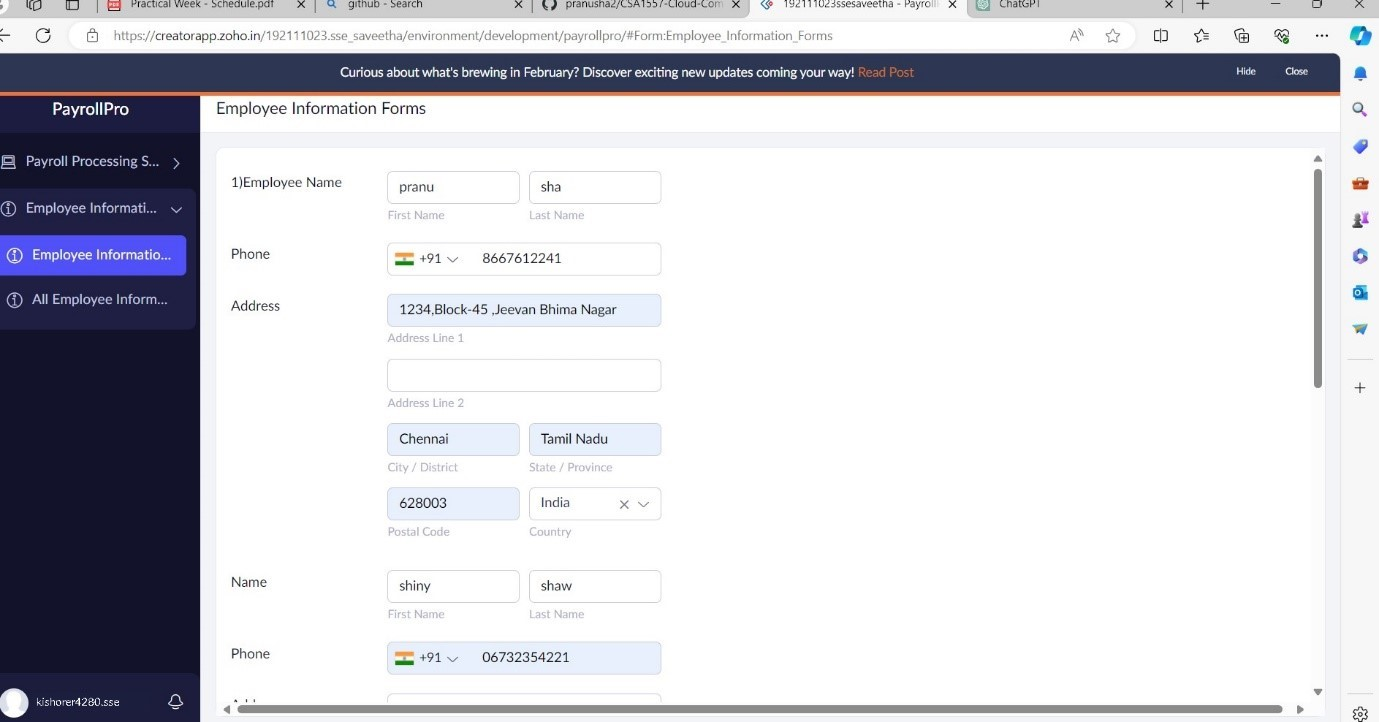 Practical Week - Schedule.pdf
github - Search
pranusha2/CSA1557-Cloud-Com
192111023ssesaveetha - Payroll
ChatGPT
https://creatorapp.zoho.in/192111023.sse_saveetha/environment/development/payrollpro/#Form:Employee_Information_Forms
Curious about what's brewing in February? Discover exciting new updates coming your way! Read Post
Hide
Close
PayrollPro
Employee Information Forms
Payroll Processing S...
Employee Informati...
Employee Informatio...
All Employee Inform...
1)Employee Name
pranu
sha
First Name
Last Name
Phone
+91
8667612241
Address
1234,Block-45 ,Jeevan Bhima Nagar
Address Line 1
Address Line 2
Chennai
Tamil Nadu
City / District
State / Province
628003
India
Postal Code
Country
Name
shiny
shaw
First Name
Last Name
Phone
+91
06732354221
kishorer4280.sse